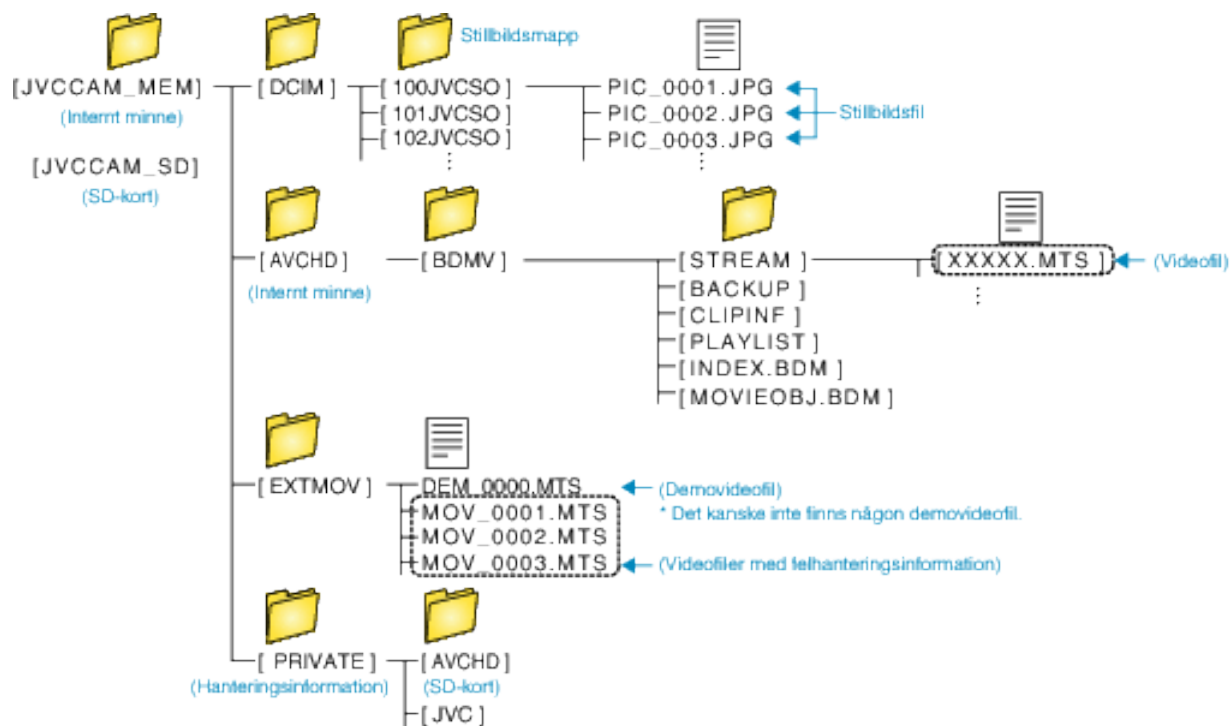 Stillbildsmapp
[JVCCAM_MEM] [DCIM] [100JVCSO] PIC_0001.JPG
(Internt minne) [101JVCSO] PIC_0002.JPG Stillbildsfil
[102JVCSO] PIC_0003.JPG
[JVCCAM_SD]
(SD-kort)
[AVCHD] [BDMV] [STREAM] [XXXXX.MTS] (Videofil)
(Internt minne) [BACKUP]
[CLIPINF]
[PLAYLIST]
[INDEX.BDM]
[MOVIEOBJ.BDM]
[EXTMOV] DEM_0000.MTS (Demovideofil)
MOV_0001.MTS * Det kanske inte finns någon demovideofil.
MOV_0002.MTS
MOV_0003.MTS (Videofiler med felhanteringsinformation)
[PRIVATE] [AVCHD]
(Hanteringsinformation) (SD-kort)
[JVC]